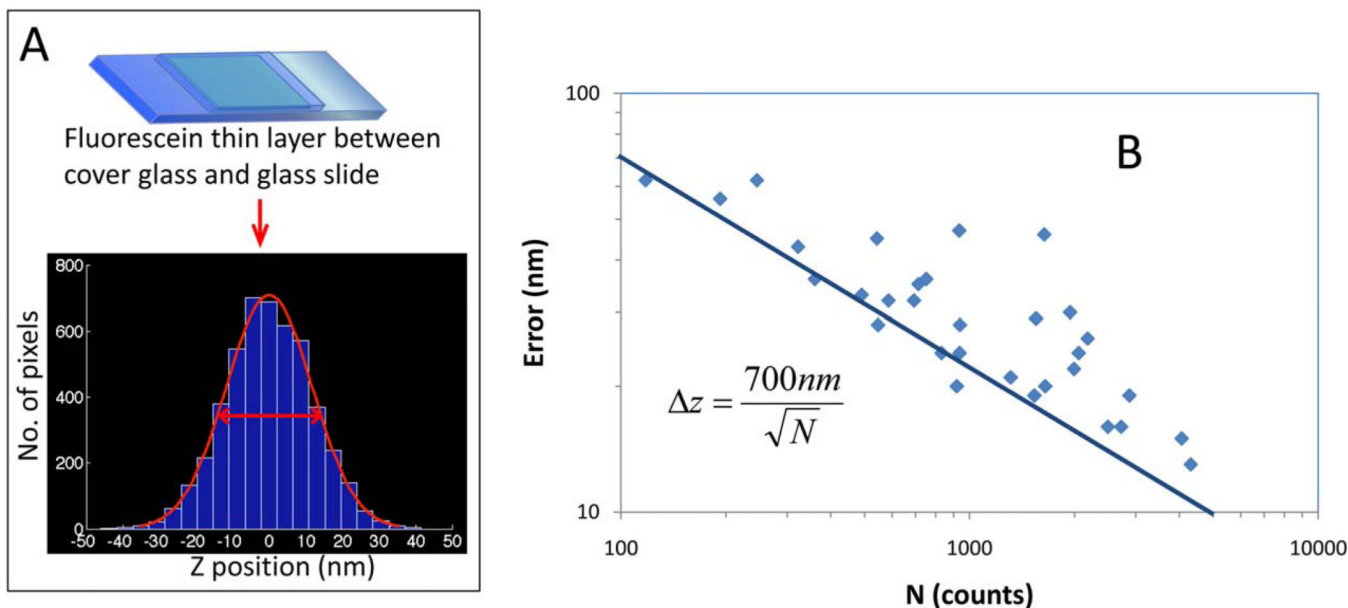 A
Fluorescein thin layer between
cover glass and glass slide
800
600
400
200
0
No. of pixels
-50 -40 -30 -20 -10 0 10 20 30 40 50
Z position (nm)
B
100
10
Error (nm)
Δz = 700nm / √N
100 1000 10000
N (counts)